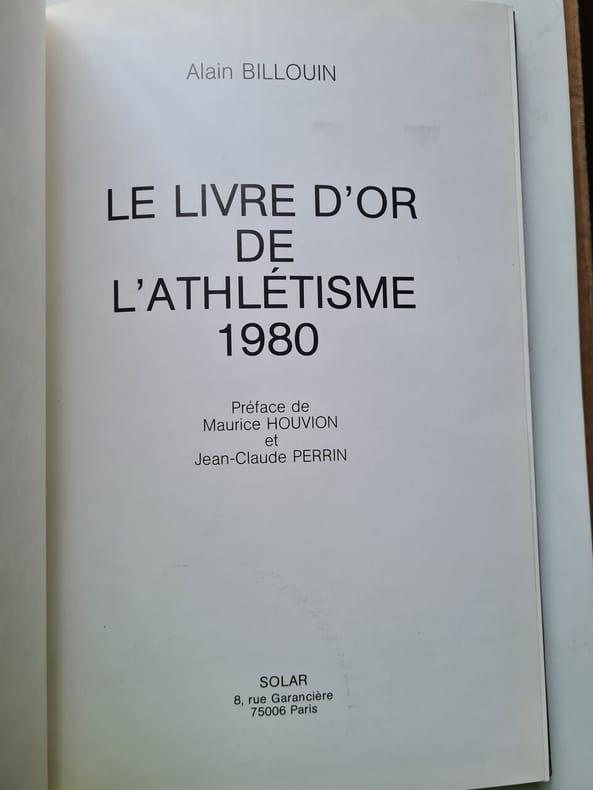 Alain BILLOUIN
LE LIVRE D'OR
DE
L'ATHLÉTISME
1980
Préface de
Maurice HOUVION
et
Jean-Claude PERRIN
SOLAR
8, rue Garancière
75006 Paris